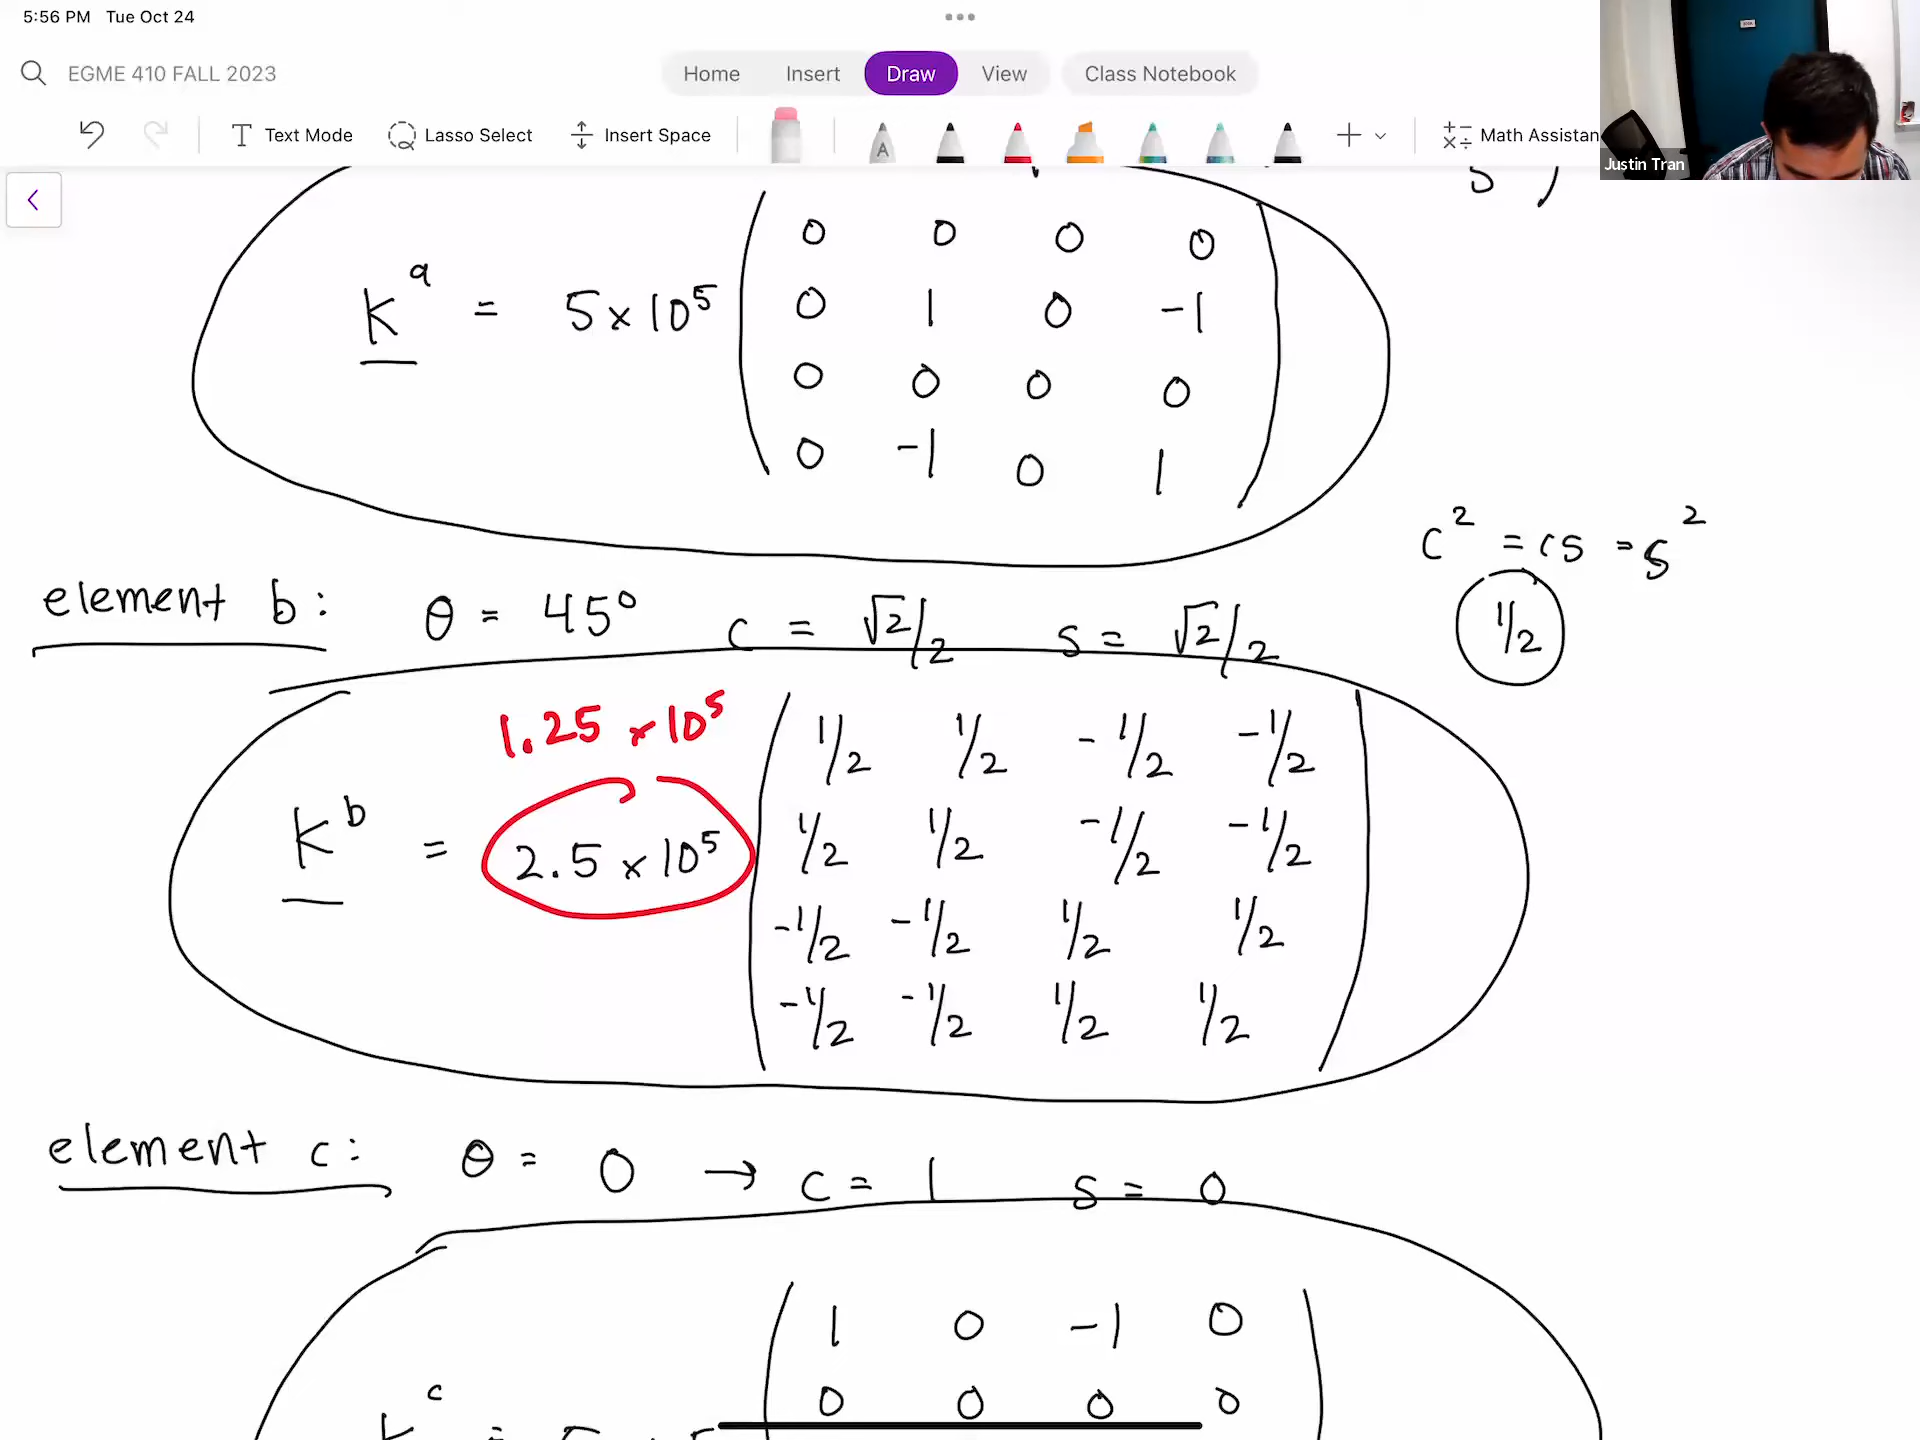 5:56 PM Tue Oct 24
EGME 410 FALL 2023
Home Insert Draw View Class Notebook
Text Mode Lasso Select Insert Space Math Assistan
Justin Tran
0 0 0 0
K^a = 5 × 10^5 0 1 0 -1
0 0 0 0
0 -1 0 1
c^2 = cs = s^2
1/2
element b: θ = 45° c = √2/2 s = √2/2
1.25 × 10^5
1/2 1/2 -1/2 -1/2
K^b = 2.5 × 10^5 1/2 1/2 -1/2 -1/2
-1/2 -1/2 1/2 1/2
-1/2 -1/2 1/2 1/2
element c: θ = 0 → c = 1 s = 0
1 0 -1 0
0 0 0 0